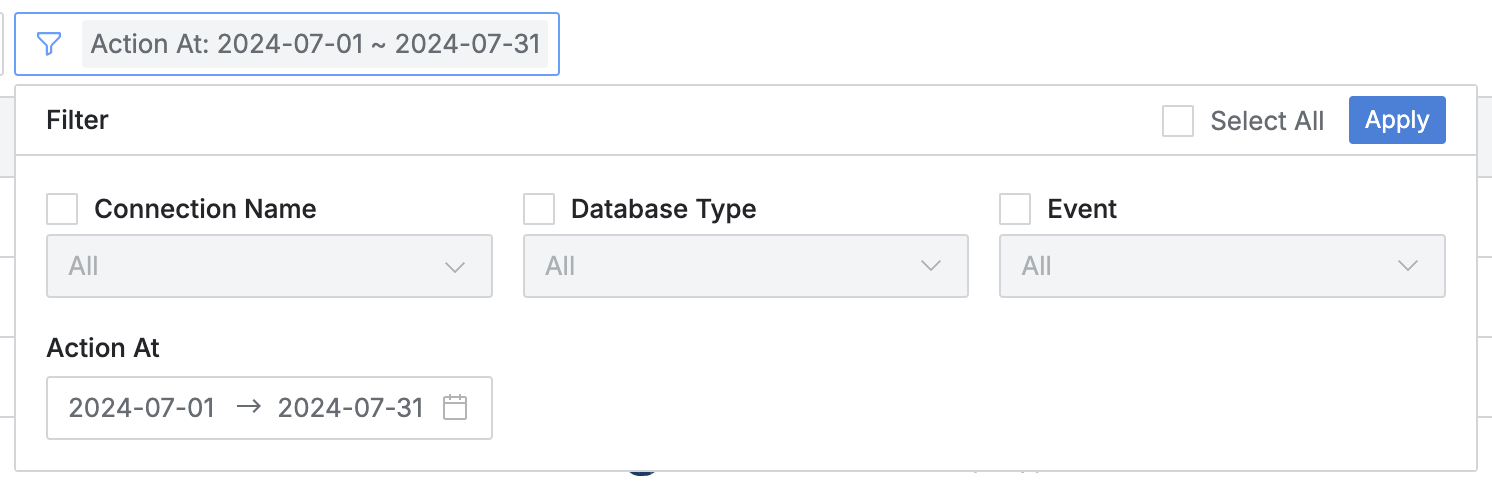 Action At: 2024-07-01 ~ 2024-07-31
Filter
Select All
Apply
Connection Name
Database Type
Event
All
All
All
Action At
2024-07-01 → 2024-07-31